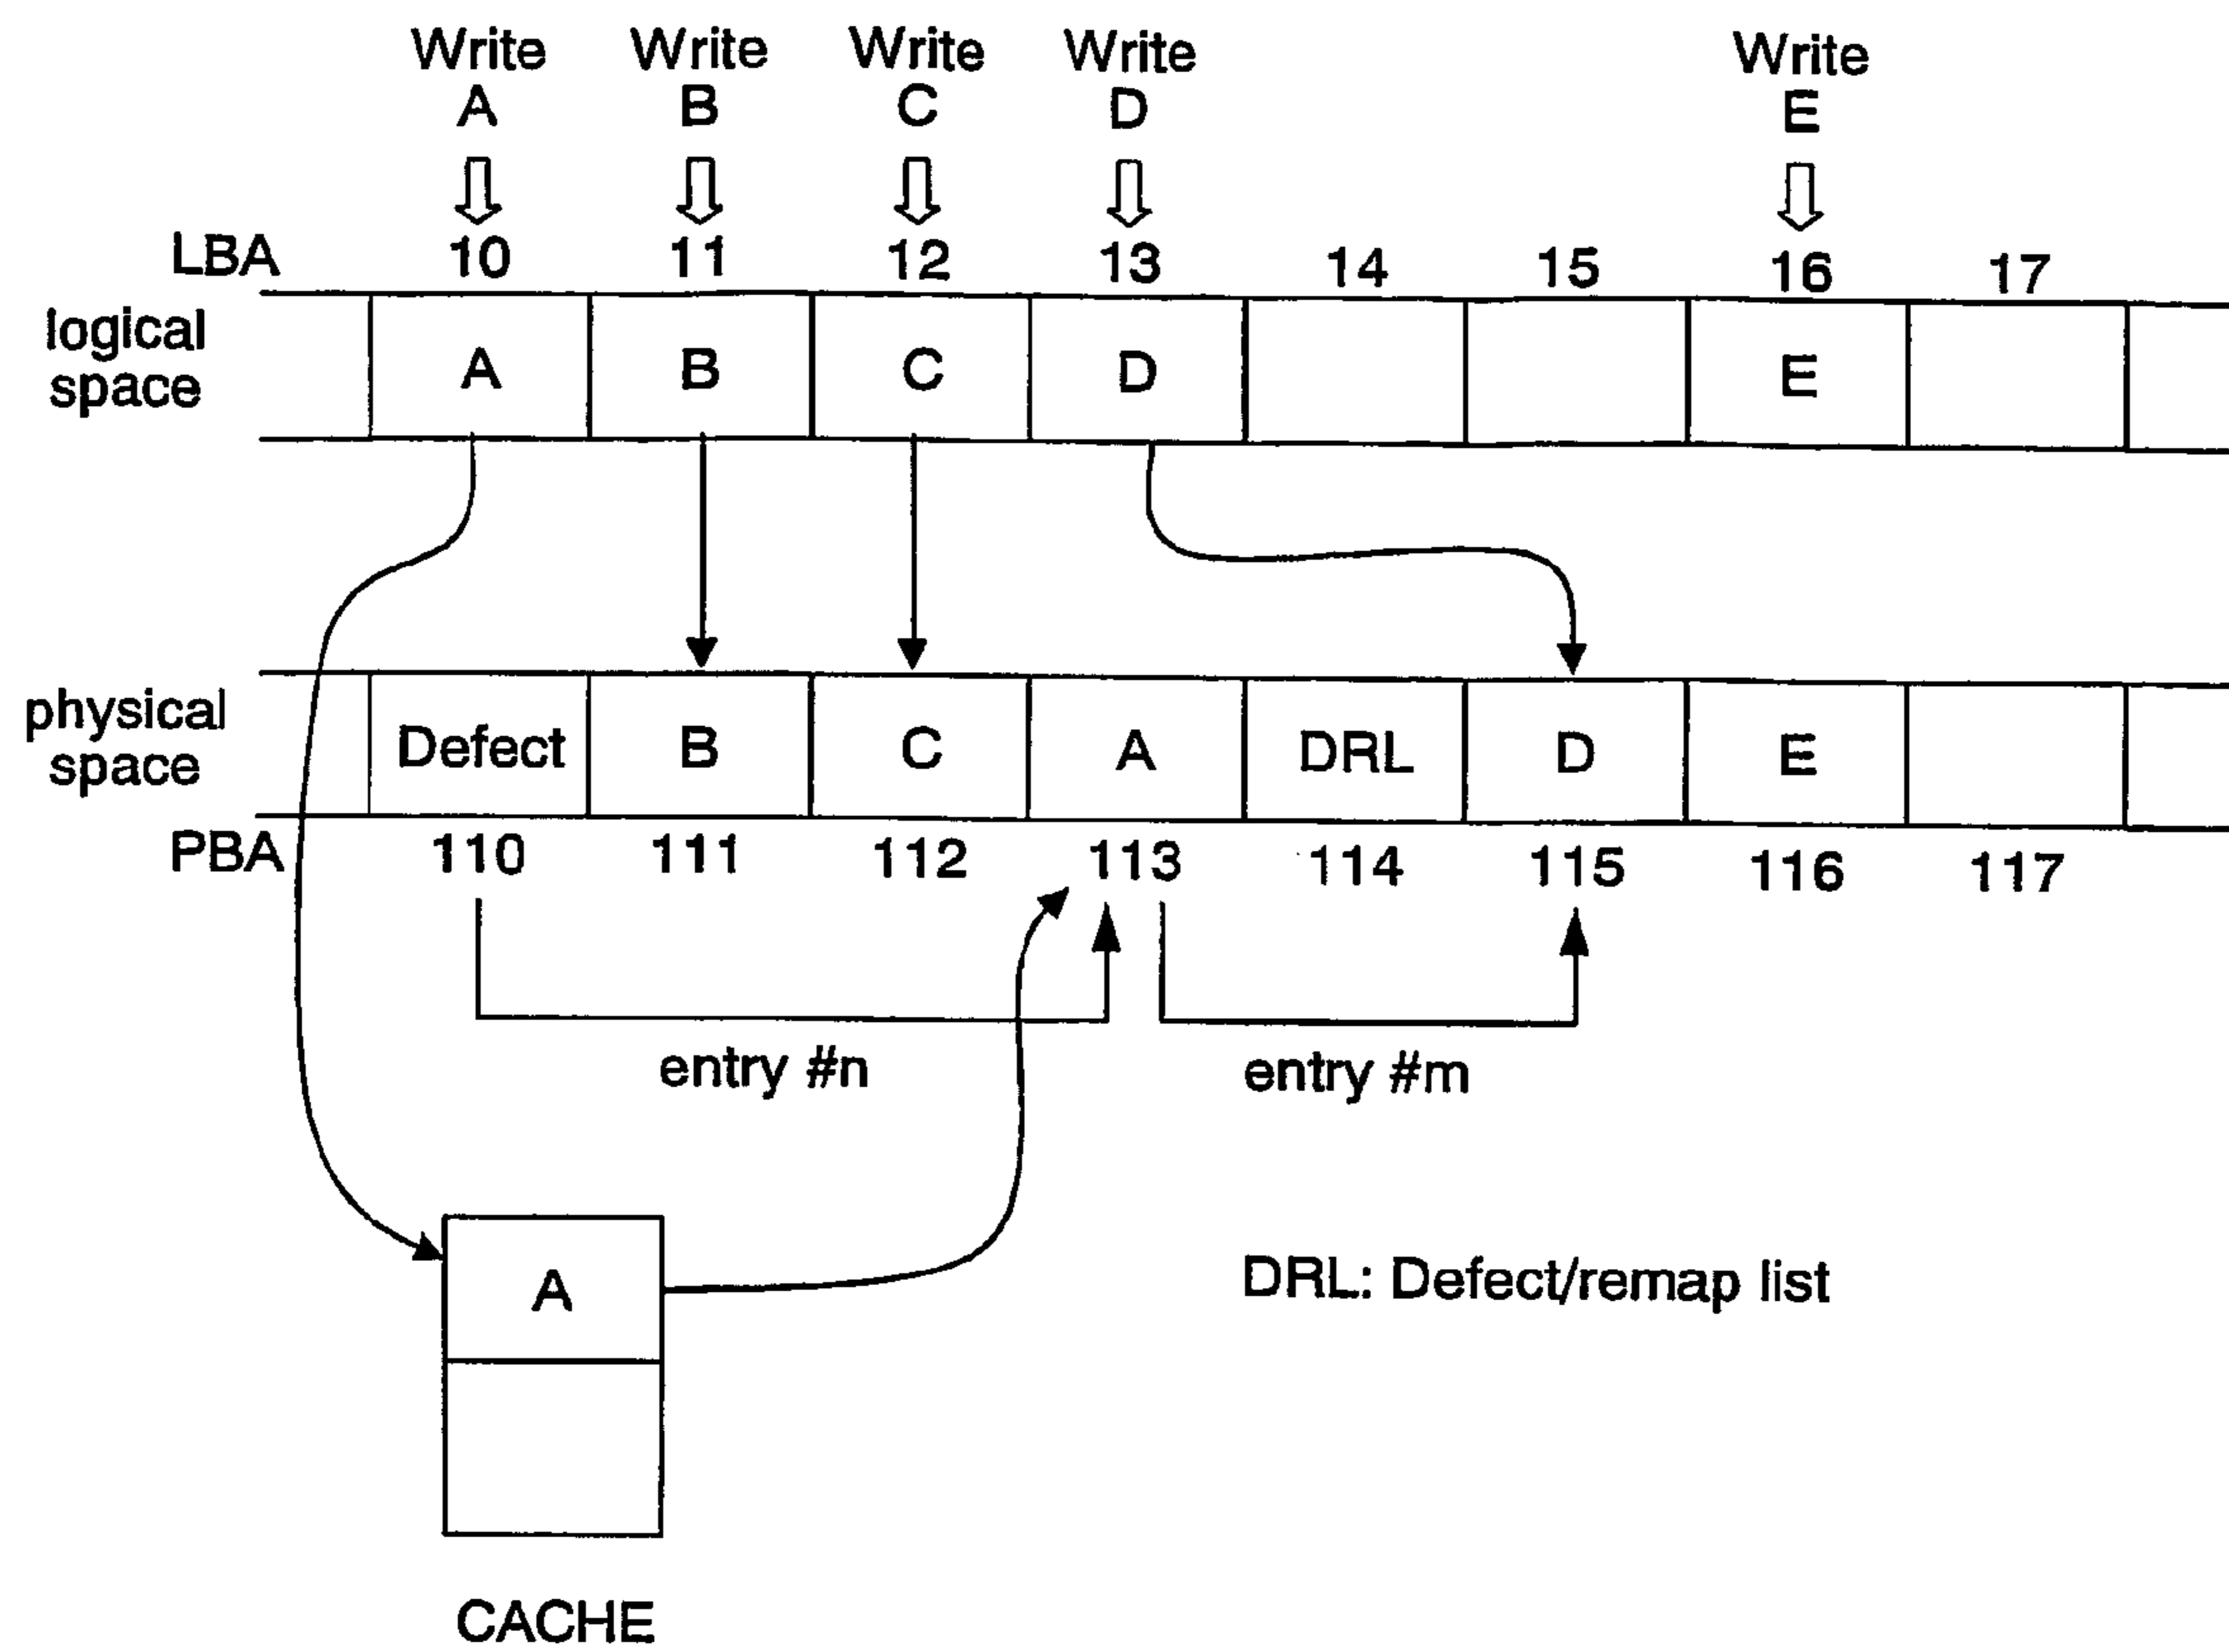 Write Write Write Write Write
A B C D E
LBA 10 11 12 13 14 15 16 17
logical
space
A B C D E
physical
space
Defect B C A DRL D E
PBA 110 111 112 113 114 115 116 117
entry #n entry #m
A
DRL: Defect/remap list
CACHE